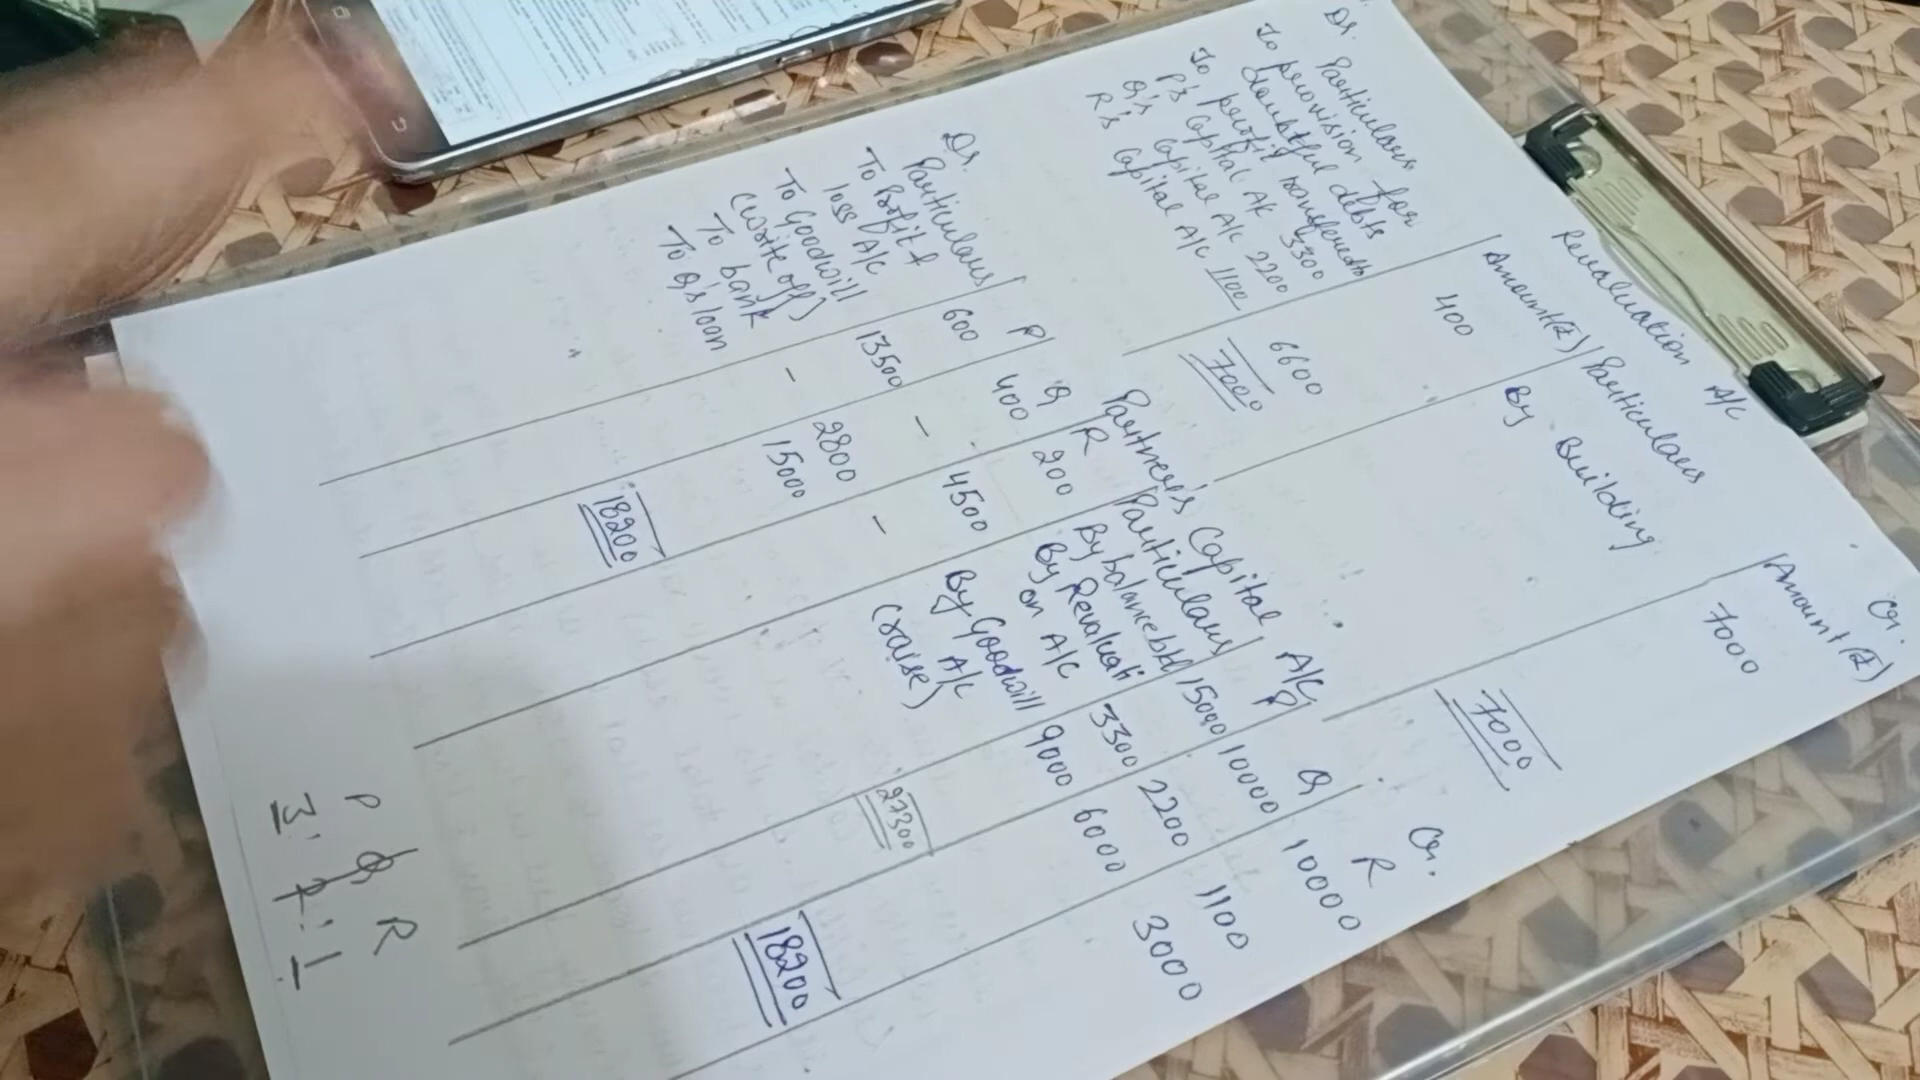 Revaluation A/c
Dr. Cr.
Particulars Amount(₹) Particulars Amount(₹)
To provision for 400 By Building 7000
doubtful debts
To profit transferred to
P's Capital A/c 3300
Q's Capital A/c 2200
R's Capital A/c 1100 6600
7000 7000
Partner's Capital A/c
Dr. Cr.
Particulars P Q R Particulars P Q R
To Profit & 600 400 200 By balance b/d 15000 10000 10000
loss A/c By Revaluati 3300 2200 1100
on A/c
To Goodwill 13500 – 4500 By Goodwill 9000 6000 3000
(write off) A/c
To bank – 2800 – (raise)
To Q's loan 15000
18200 27300 18200
P Q R
3 : 2 : 1